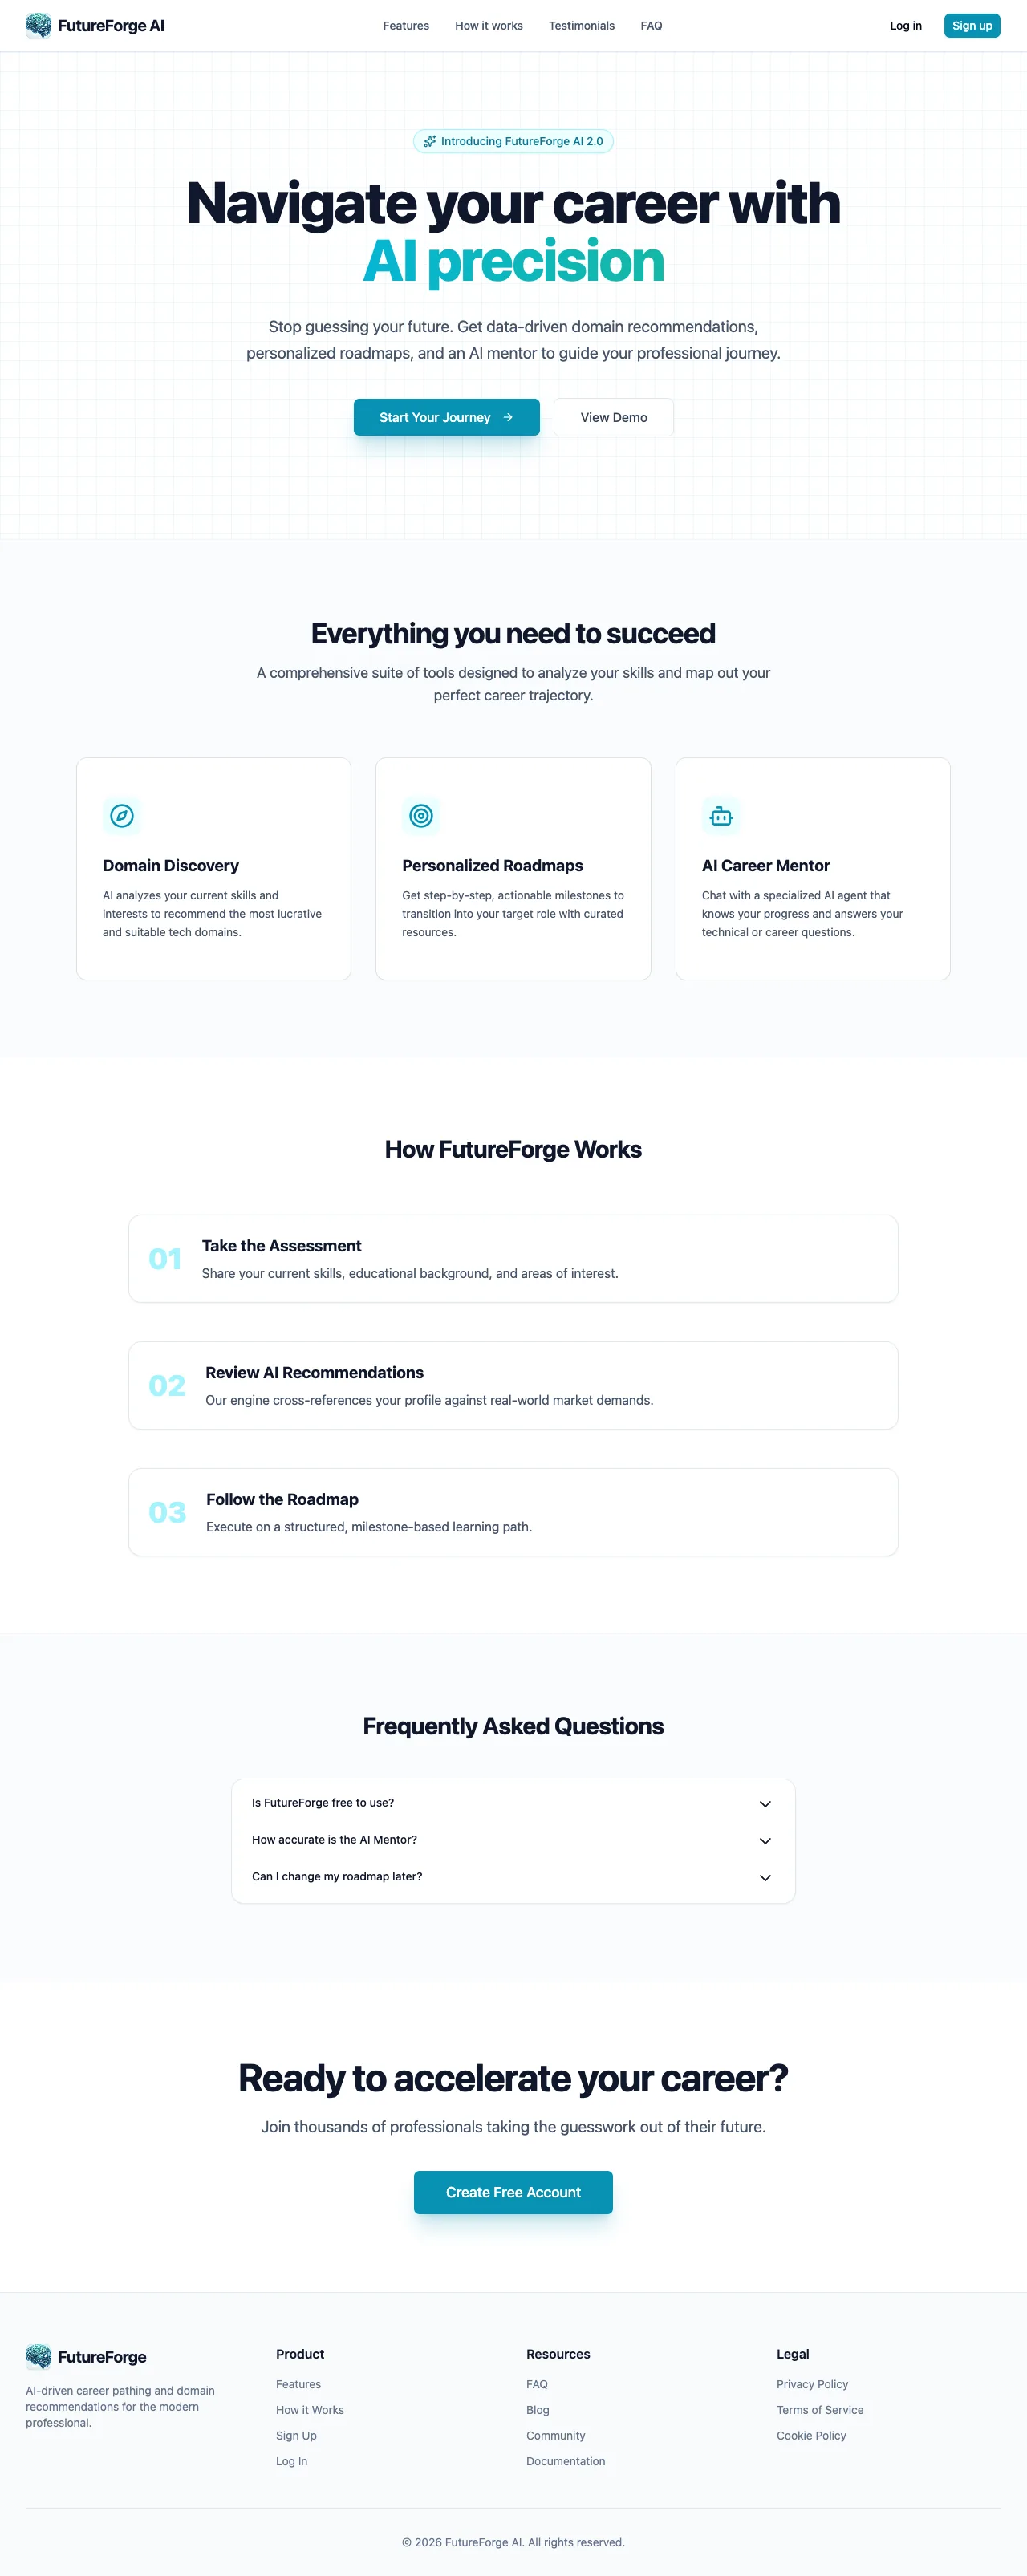 FutureForge AI
Features
How it works
Testimonials
FAQ
Log in
Sign up
Introducing FutureForge AI 2.0
Navigate your career with
AI precision
Stop guessing your future. Get data-driven domain recommendations,
personalized roadmaps, and an AI mentor to guide your professional journey.
Start Your Journey
View Demo
Everything you need to succeed
A comprehensive suite of tools designed to analyze your skills and map out your
perfect career trajectory.
Domain Discovery
AI analyzes your current skills and
interests to recommend the most lucrative
and suitable tech domains.
Personalized Roadmaps
Get step-by-step, actionable milestones to
transition into your target role with curated
resources.
AI Career Mentor
Chat with a specialized AI agent that
knows your progress and answers your
technical or career questions.
How FutureForge Works
01
Take the Assessment
Share your current skills, educational background, and areas of interest.
02
Review AI Recommendations
Our engine cross-references your profile against real-world market demands.
03
Follow the Roadmap
Execute on a structured, milestone-based learning path.
Frequently Asked Questions
Is FutureForge free to use?
How accurate is the AI Mentor?
Can I change my roadmap later?
Ready to accelerate your career?
Join thousands of professionals taking the guesswork out of their future.
Create Free Account
FutureForge
AI-driven career pathing and domain
recommendations for the modern
professional.
Product
Features
How it Works
Sign Up
Log In
Resources
FAQ
Blog
Community
Documentation
Legal
Privacy Policy
Terms of Service
Cookie Policy
© 2026 FutureForge AI. All rights reserved.